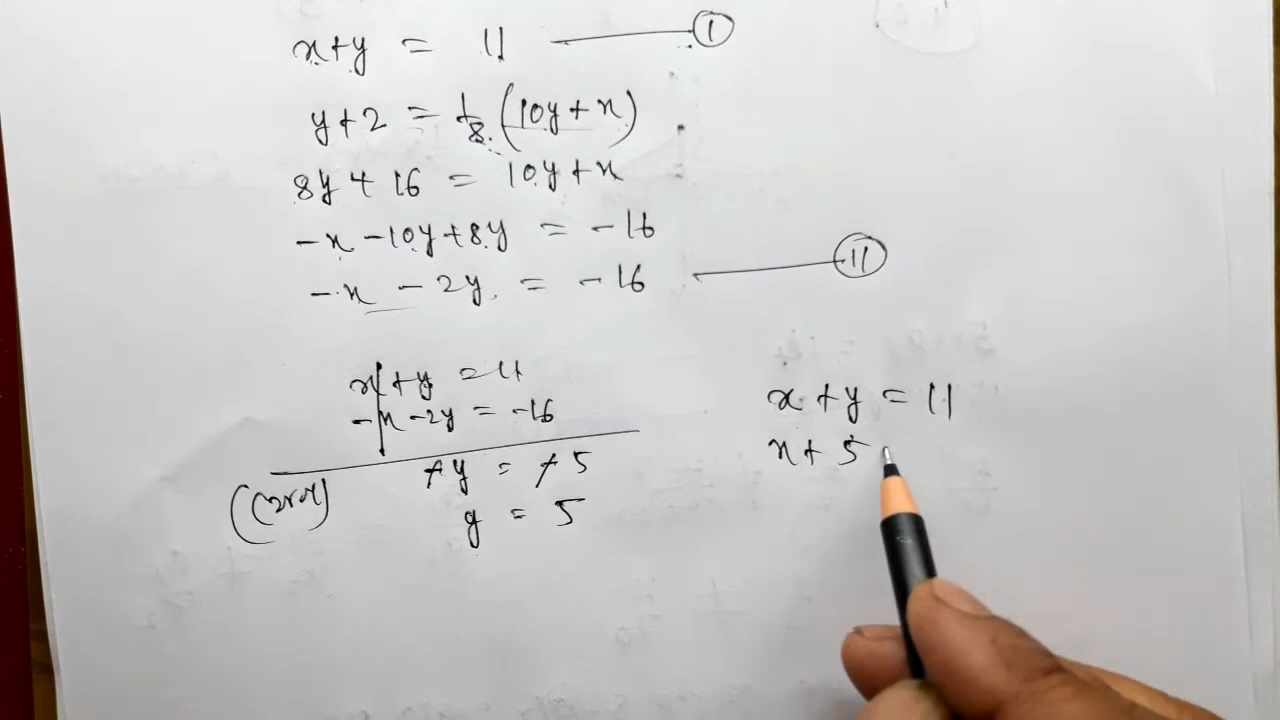 x+y = 11 ——— ①
y+2 = 1/8 (10y+x)
8y + 16 = 10y+x
-x -10y+8y = -16
-x - 2y = -16 ——— ⑪
x+y = 11
-x -2y = -16
+y = +5
y = 5
x + y = 11
x + 5